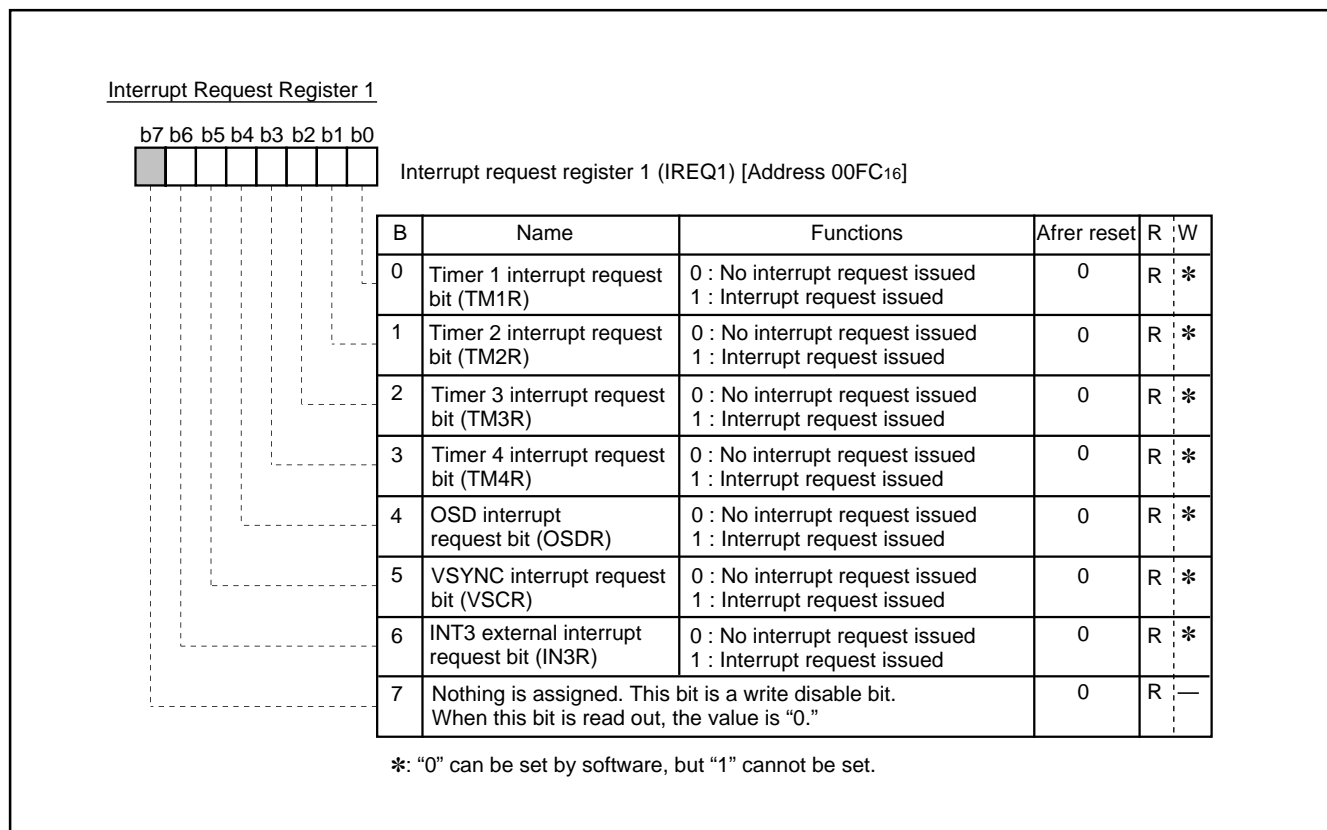 Interrupt Request Register 1
b7 b6 b5 b4 b3 b2 b1 b0
Interrupt request register 1 (IREQ1) [Address 00FC16]
B Name Functions Afrer reset R W
0 Timer 1 interrupt request 0 : No interrupt request issued 0 R ✻
bit (TM1R) 1 : Interrupt request issued
1 Timer 2 interrupt request 0 : No interrupt request issued 0 R ✻
bit (TM2R) 1 : Interrupt request issued
2 Timer 3 interrupt request 0 : No interrupt request issued 0 R ✻
bit (TM3R) 1 : Interrupt request issued
3 Timer 4 interrupt request 0 : No interrupt request issued 0 R ✻
bit (TM4R) 1 : Interrupt request issued
4 OSD interrupt 0 : No interrupt request issued 0 R ✻
request bit (OSDR) 1 : Interrupt request issued
5 VSYNC interrupt request 0 : No interrupt request issued 0 R ✻
bit (VSCR) 1 : Interrupt request issued
6 INT3 external interrupt 0 : No interrupt request issued 0 R ✻
request bit (IN3R) 1 : Interrupt request issued
7 Nothing is assigned. This bit is a write disable bit. 0 R —
When this bit is read out, the value is “0.”
✻: “0” can be set by software, but “1” cannot be set.